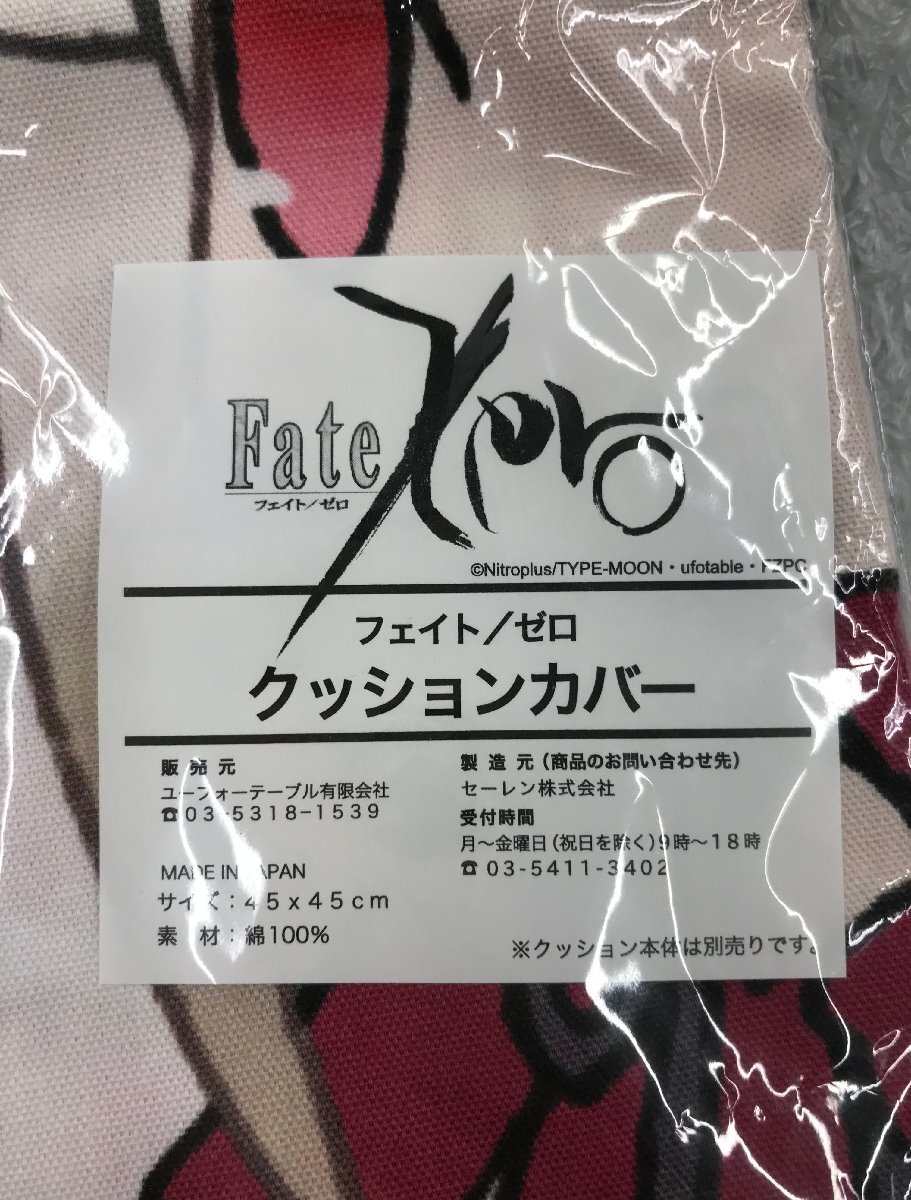 Fate/Zero
フェイト／ゼロ
©Nitroplus/TYPE-MOON・ufotable・FZPC
フェイト／ゼロ
クッションカバー
販売元
ユーフォーテーブル有限会社
☎03-5318-1539
製造元（商品のお問い合わせ先）
セーレン株式会社
受付時間
月～金曜日（祝日を除く）9時～18時
☎03-5411-3402
MADE IN JAPAN
サイズ：45x45cm
素材：綿100%
※クッション本体は別売りです。